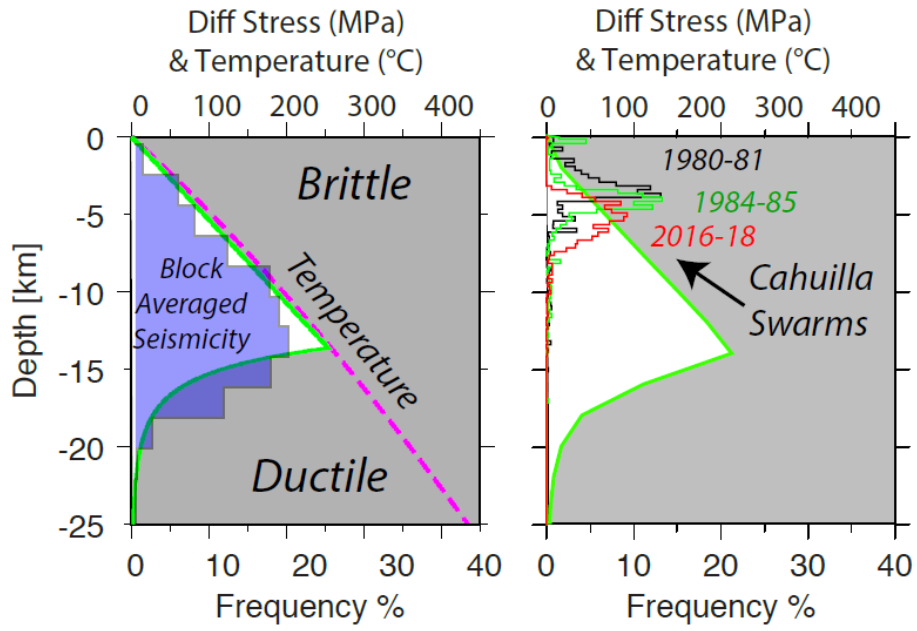 Diff Stress (MPa)
& Temperature (°C)
0 100 200 300 400
0
-5
-10
-15
-20
-25
Depth [km]
Brittle
Block
Averaged
Seismicity
Temperature
Ductile
0 10 20 30 40
Frequency %
Diff Stress (MPa)
& Temperature (°C)
0 100 200 300 400
1980-81
1984-85
2016-18
Cahuilla
Swarms
0 10 20 30 40
Frequency %